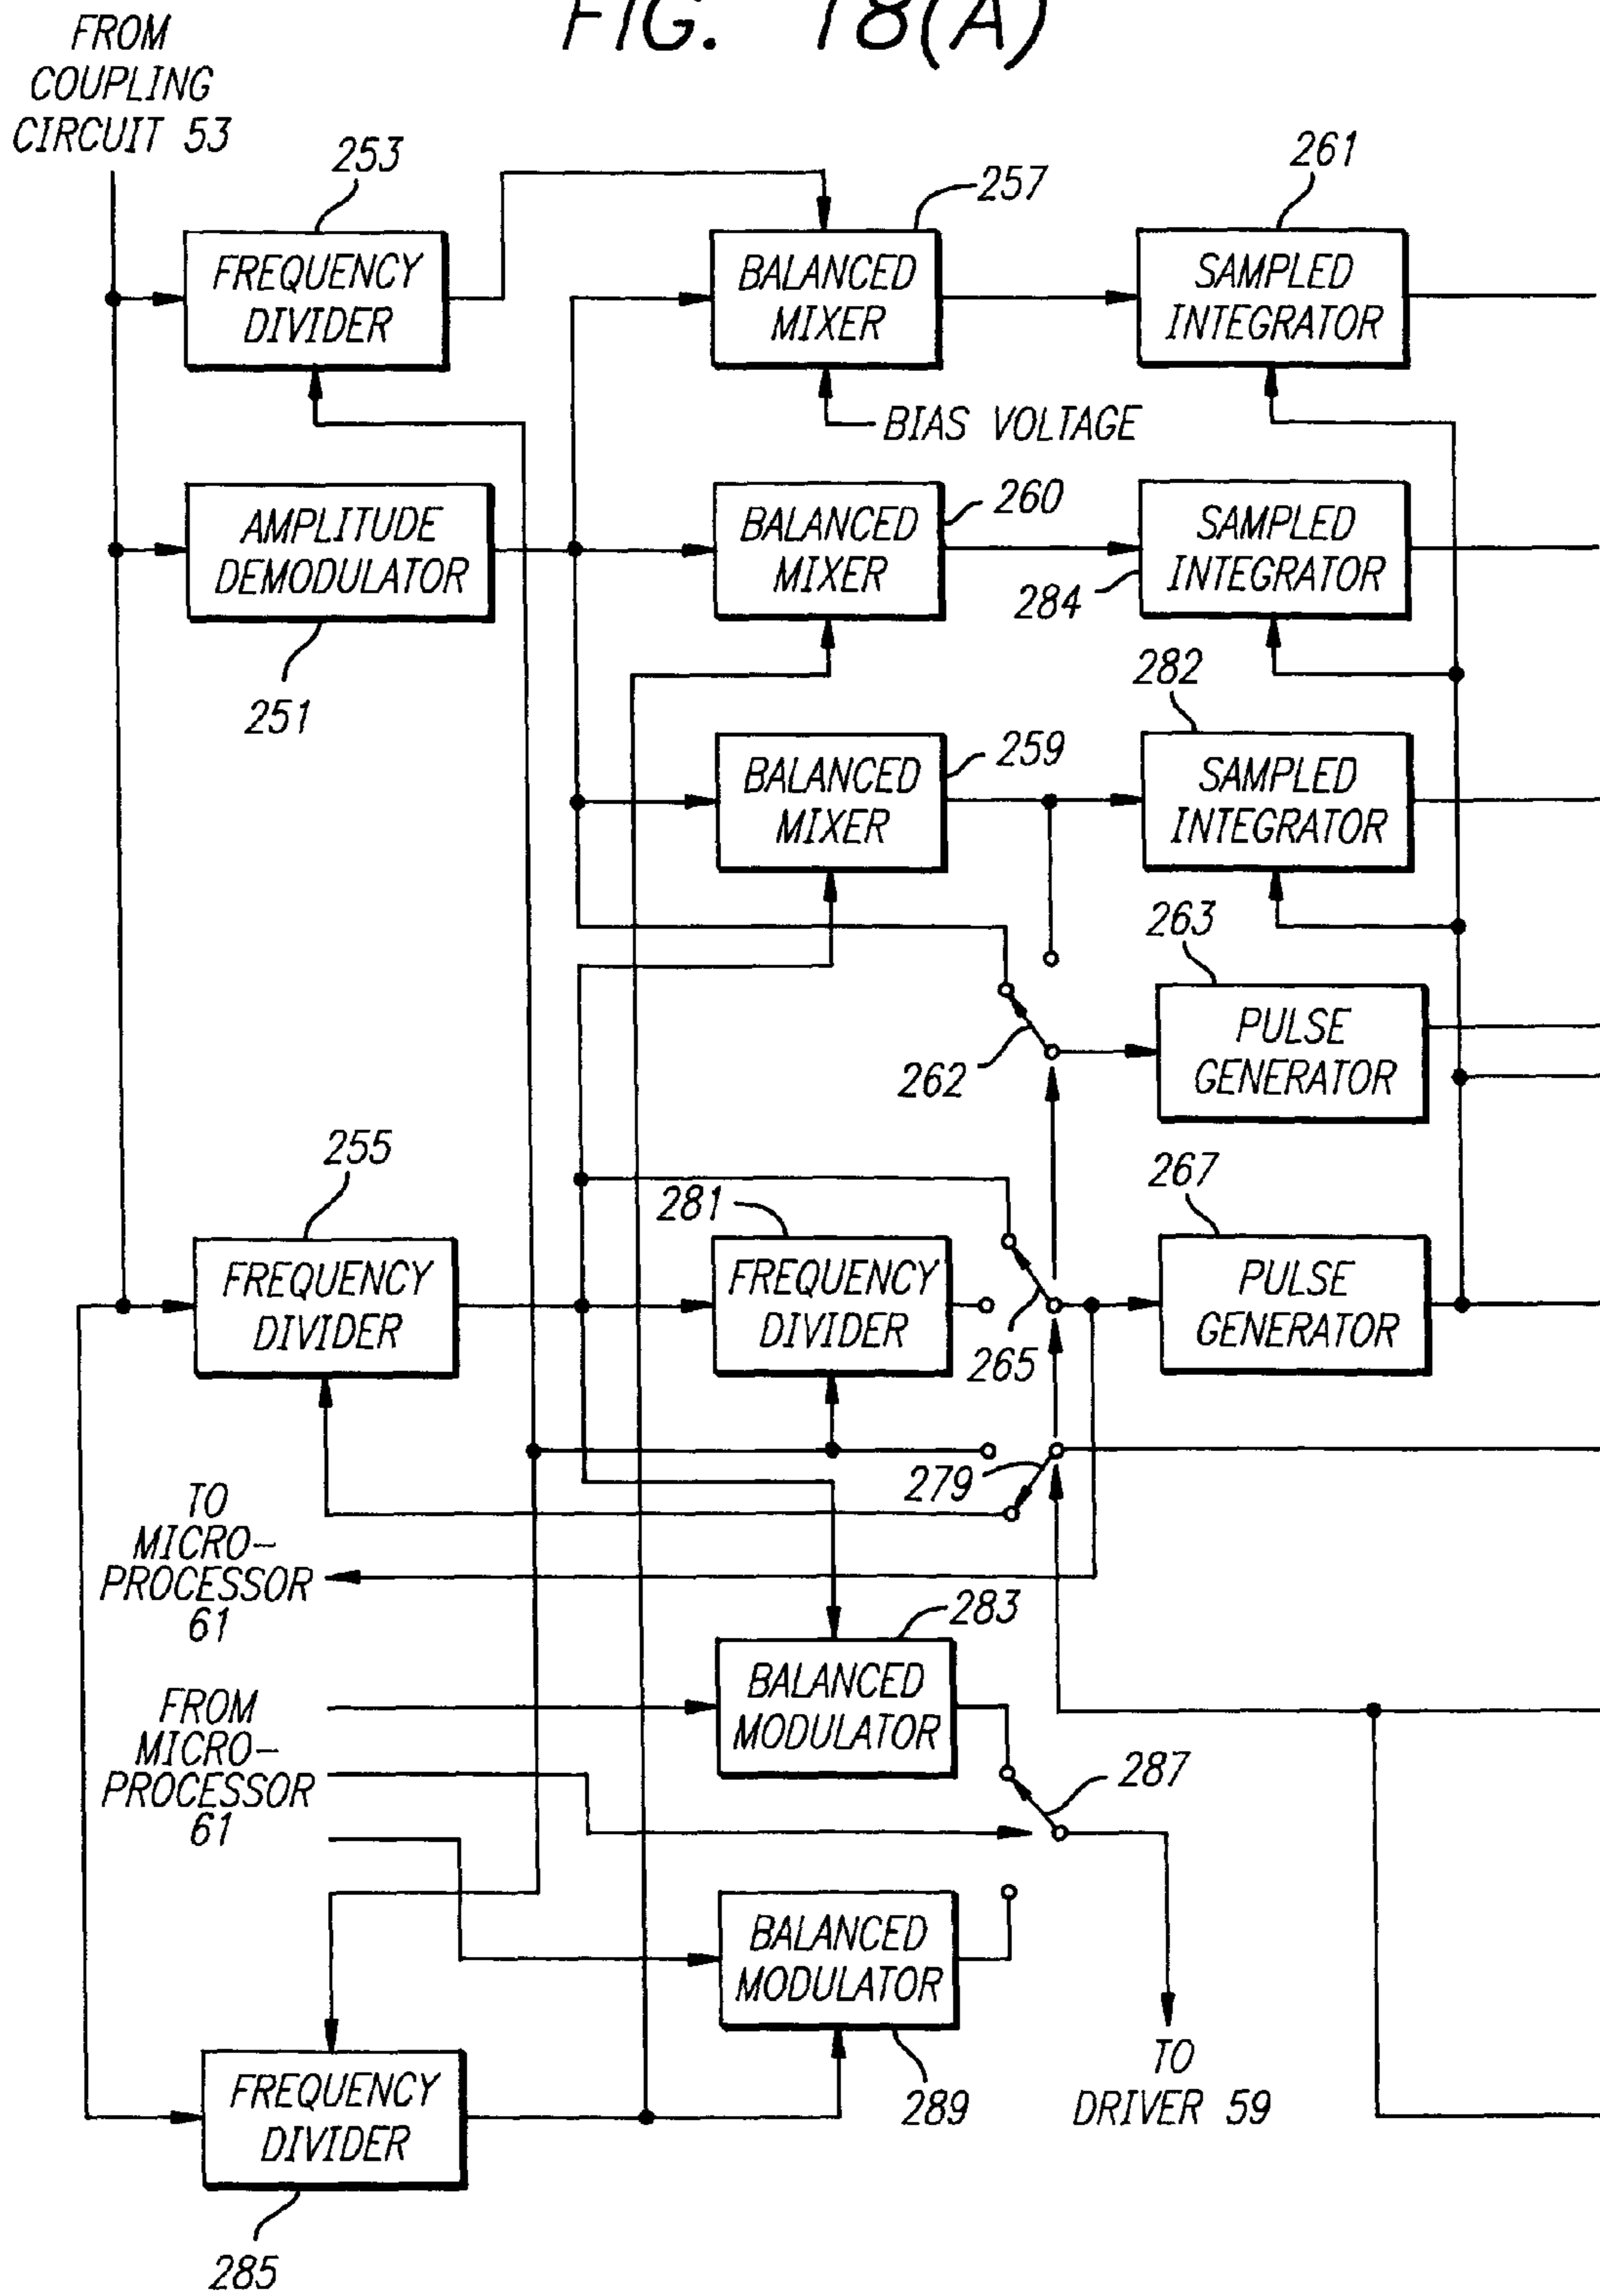 FIG. 18(A)
FROM
COUPLING
CIRCUIT 53
253
FREQUENCY
DIVIDER
257
BALANCED
MIXER
261
SAMPLED
INTEGRATOR
BIAS VOLTAGE
AMPLITUDE
DEMODULATOR
251
BALANCED
MIXER
260
SAMPLED
INTEGRATOR
284
BALANCED
MIXER
259
282
SAMPLED
INTEGRATOR
262
263
PULSE
GENERATOR
255
FREQUENCY
DIVIDER
281
FREQUENCY
DIVIDER
265
267
PULSE
GENERATOR
279
TO
MICRO-
PROCESSOR
61
283
BALANCED
MODULATOR
FROM
MICRO-
PROCESSOR
61
287
BALANCED
MODULATOR
289
TO
DRIVER 59
FREQUENCY
DIVIDER
285